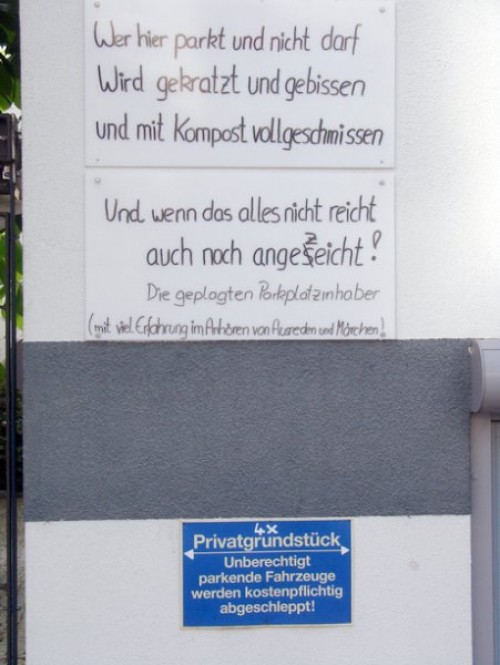 Wer hier parkt und nicht darf
Wird gekratzt und gebissen
und mit Kompost vollgeschmissen
Und wenn das alles nicht reicht
auch noch angezeicht!
Die geplagten Parkplatzinhaber
(mit viel Erfahrung im Anhören von Ausreden und Märchen!
4x
Privatgrundstück
Unberechtigt
parkende Fahrzeuge
werden kostenpflichtig
abgeschleppt!